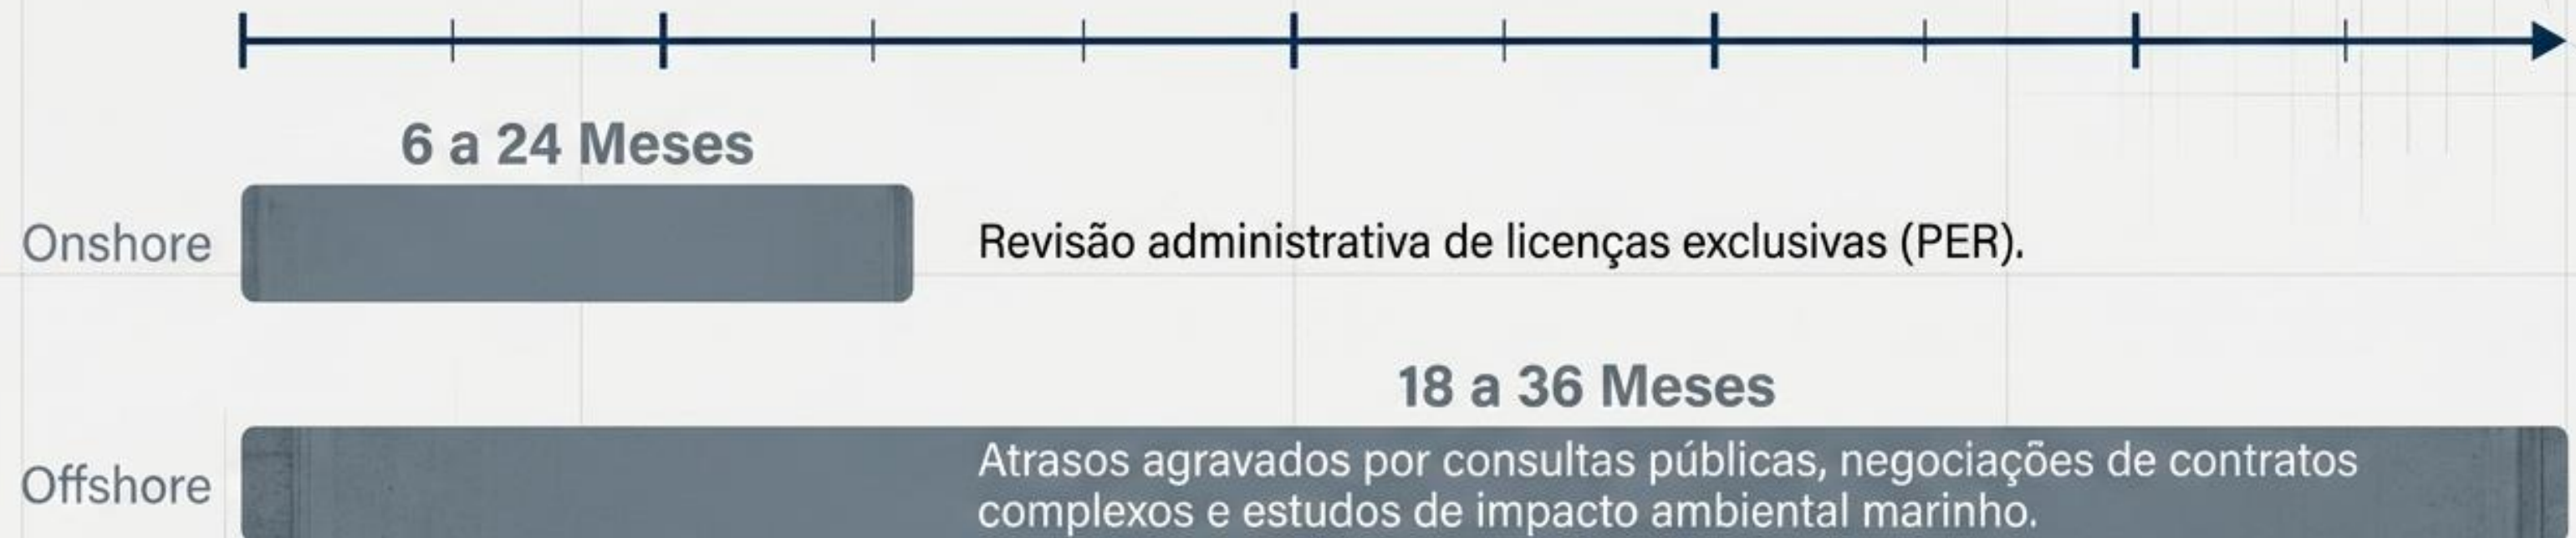 6 a 24 Meses
Onshore
Revisão administrativa de licenças exclusivas (PER).
18 a 36 Meses
Offshore
Atrasos agravados por consultas públicas, negociações de contratos
complexos e estudos de impacto ambiental marinho.